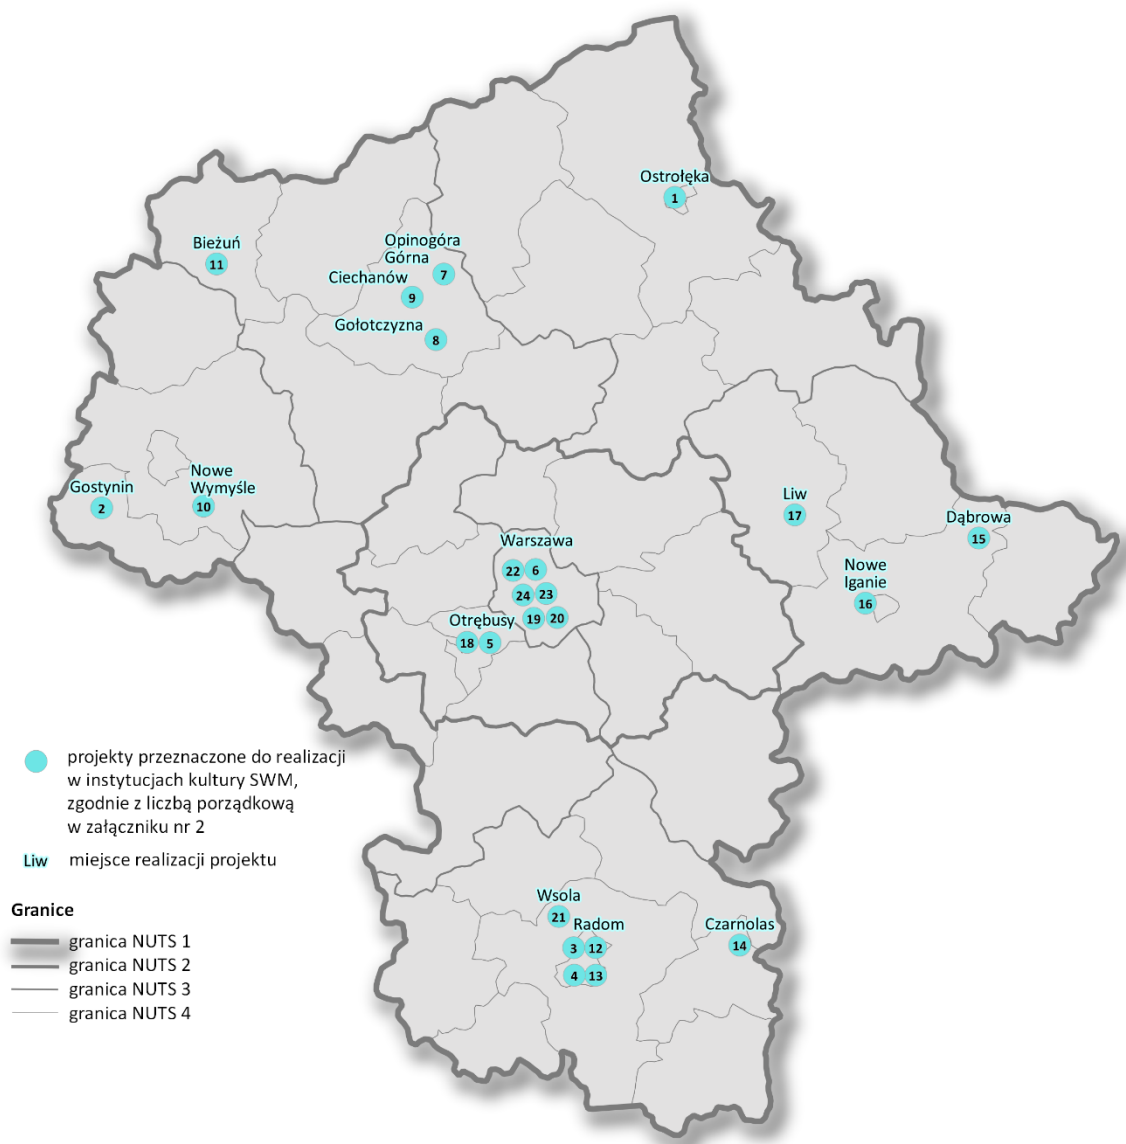 Ostrołęka
1
Bieżuń
11
Opinogóra
Górna
7
Ciechanów
9
Gołotczyzna
8
Gostynin
2
Nowe
Wymyśle
10
Liw
17
Dąbrowa
15
Nowe
Iganie
16
Warszawa
22 6
24 23
19 20
Otrębusy
18 5
projekty przeznaczone do realizacji
w instytucjach kultury SWM,
zgodnie z liczbą porządkową
w załączniku nr 2
Liw miejsce realizacji projektu
Granice
granica NUTS 1
granica NUTS 2
granica NUTS 3
granica NUTS 4
Wsola
21
Radom
3 12
4 13
Czarnolas
14